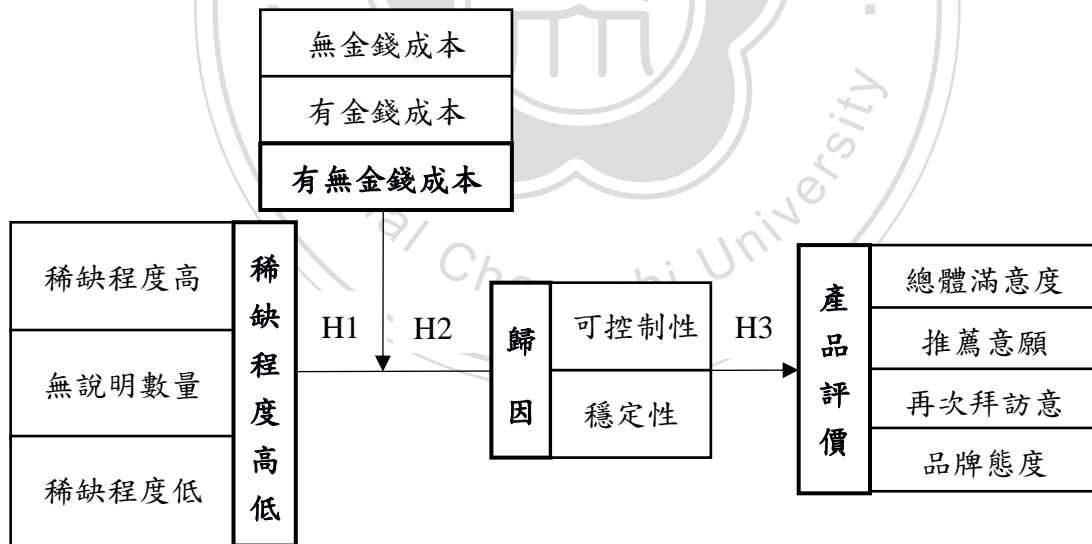 無金錢成本
有金錢成本
有無金錢成本
稀缺程度高
無說明數量
稀缺程度低
稀缺程度高低
H1
H2
歸因
可控制性
穩定性
H3
產品評價
總體滿意度
推薦意願
再次拜訪意
品牌態度
University